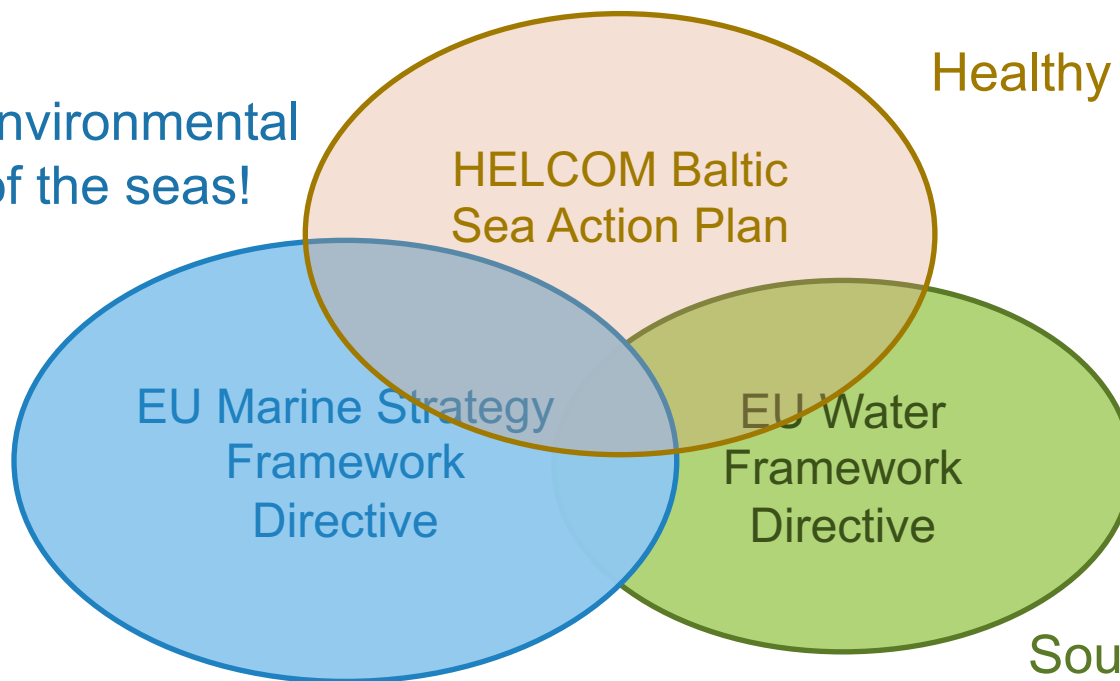 Healthy
nvironmental
of the seas!
HELCOM Baltic
Sea Action Plan
EU Marine Strategy
Framework
Directive
EU Water
Framework
Directive
Sou